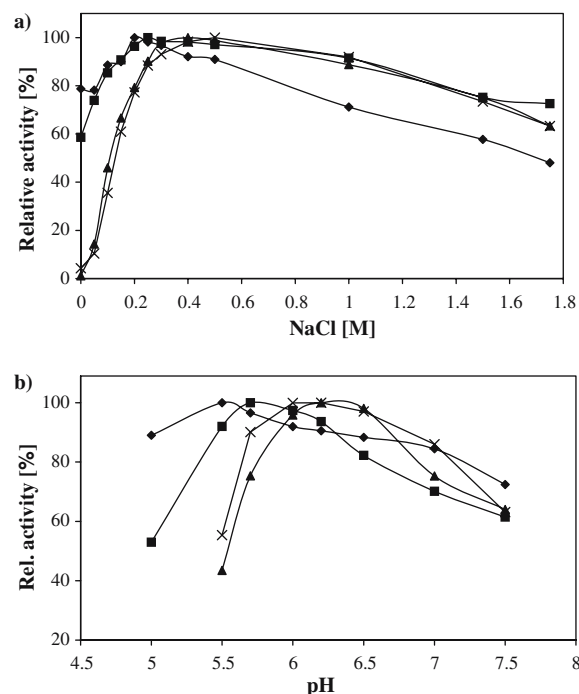 a)
Relative activity [%]
100
80
60
40
20
0
0 0.2 0.4 0.6 0.8 1 1.2 1.4 1.6 1.8
NaCl [M]
b)
Rel. activity [%]
100
80
60
40
20
4.5 5 5.5 6 6.5 7 7.5 8
pH